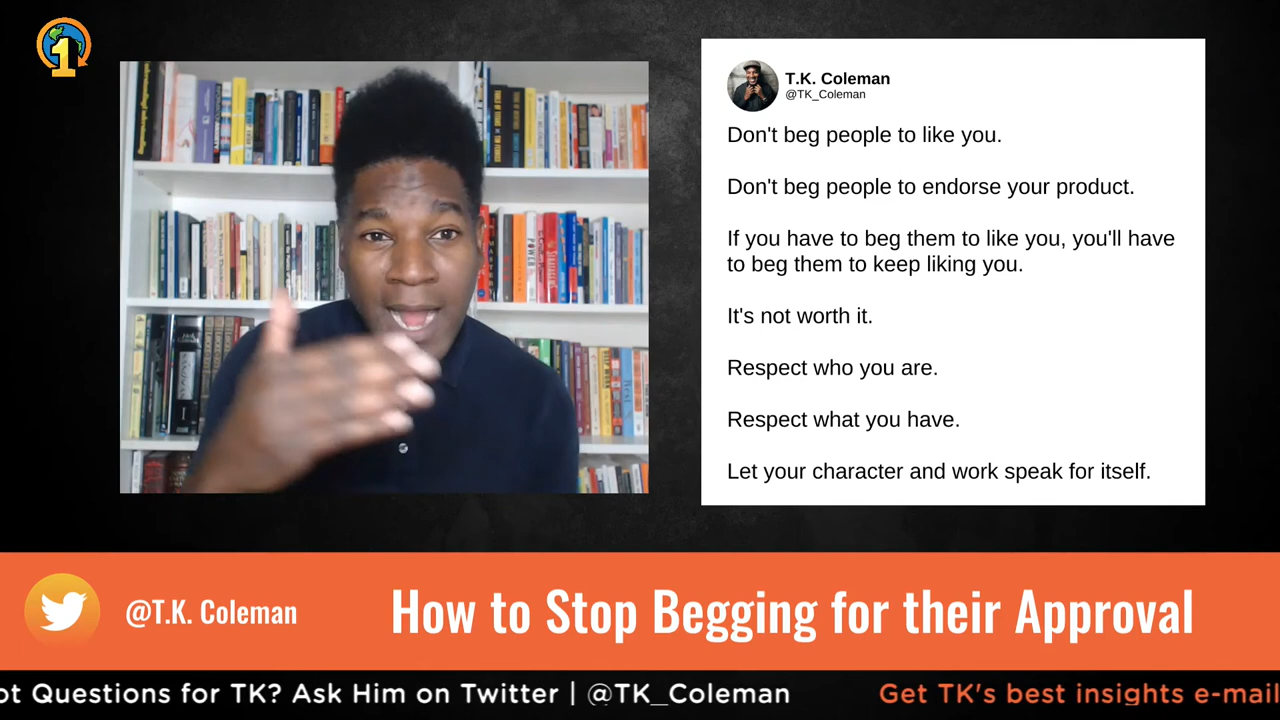 1
T.K. Coleman
@TK_Coleman
Don't beg people to like you.
Don't beg people to endorse your product.
If you have to beg them to like you, you'll have
to beg them to keep liking you.
It's not worth it.
Respect who you are.
Respect what you have.
Let your character and work speak for itself.
POWER
@T.K. Coleman
How to Stop Begging for their Approval
ot Questions for TK? Ask Him on Twitter | @TK_Coleman
Get TK's best insights e-mail